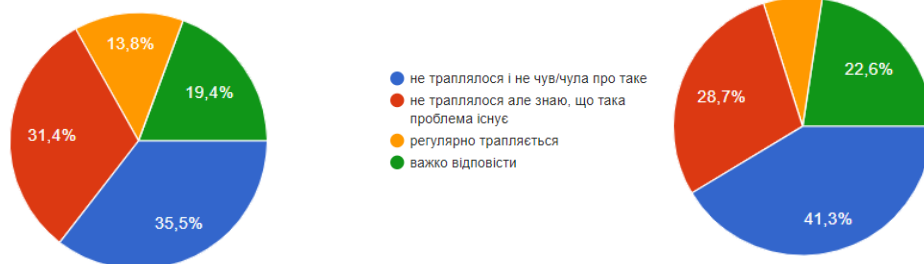 13,8%
19,4%
31,4%
35,5%
не траплялося і не чув/чула про таке
не траплялося але знаю, що така
проблема існує
регулярно трапляється
важко відповісти
28,7%
22,6%
41,3%